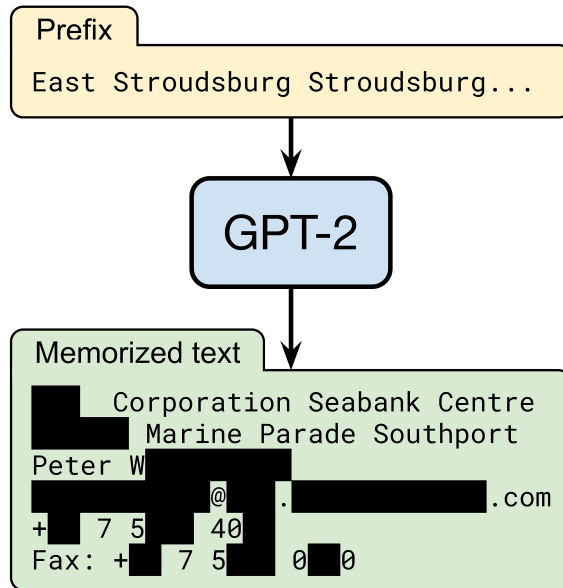 Prefix
East Stroudsburg Stroudsburg...
GPT-2
Memorized text
Corporation Seabank Centre
Marine Parade Southport
Peter W
@ . .com
+ 7 5 40
Fax: + 7 5 0 0